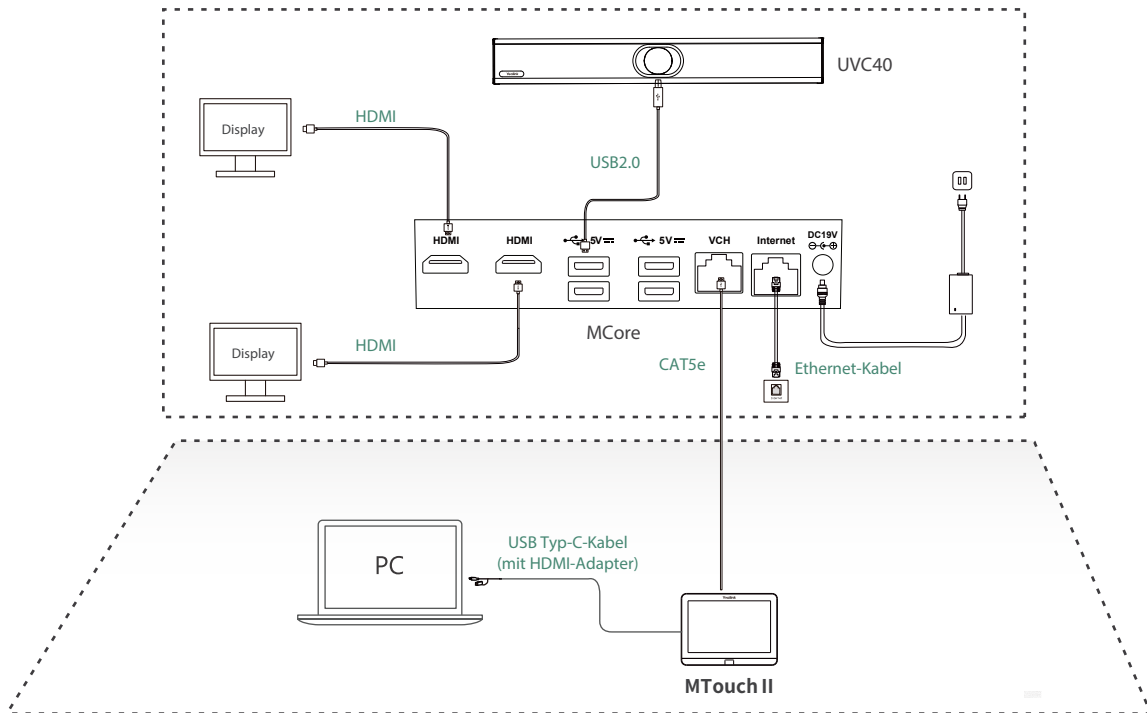 UVC40
HDMI
Display
USB2.0
HDMI
HDMI
5V
5V
VCH
Internet
DC19V
MCore
HDMI
Display
CAT5e
Ethernet-Kabel
USB Typ-C-Kabel
(mit HDMI-Adapter)
PC
Yealink
MTouch II